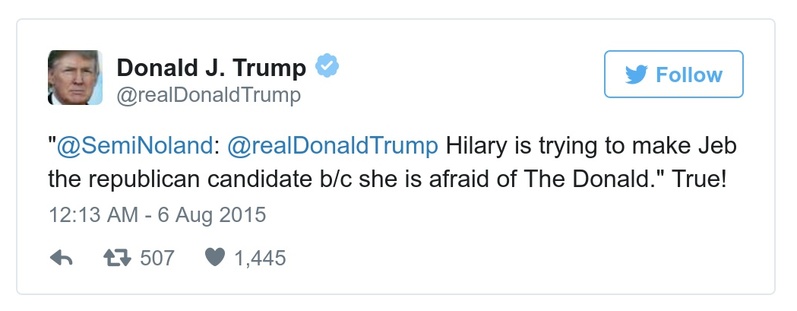 Donald J. Trump
@realDonaldTrump
Follow
"@SemiNoland: @realDonaldTrump Hilary is trying to make Jeb
the republican candidate b/c she is afraid of The Donald." True!
12:13 AM - 6 Aug 2015
507 1,445